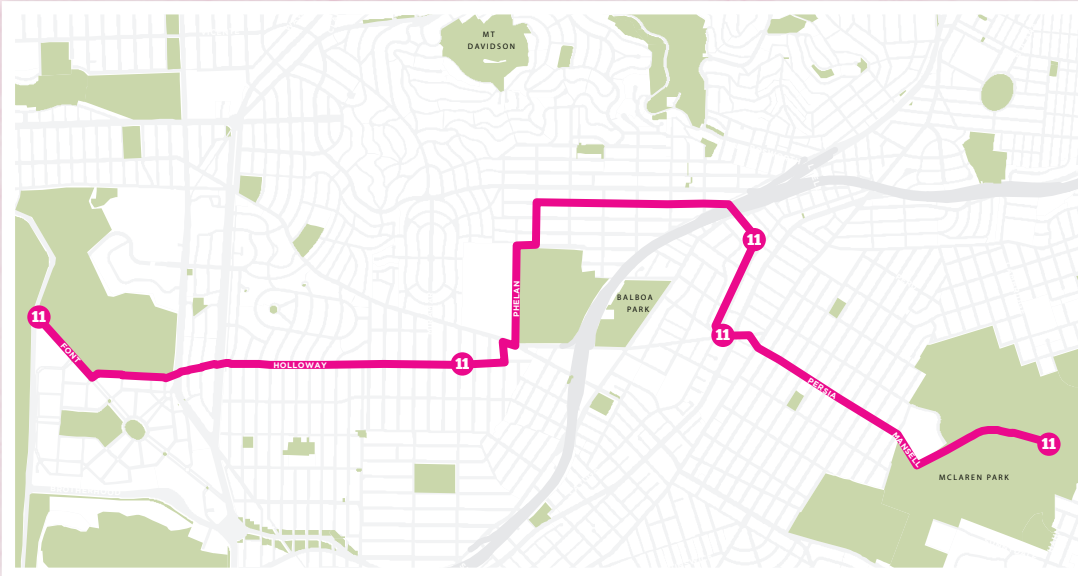 MT
DAVIDSON
11
PHELAN
BALBOA
PARK
11
11
FONT
HOLLOWAY
11
PERSIA
MANSELL
11
MCLAREN PARK